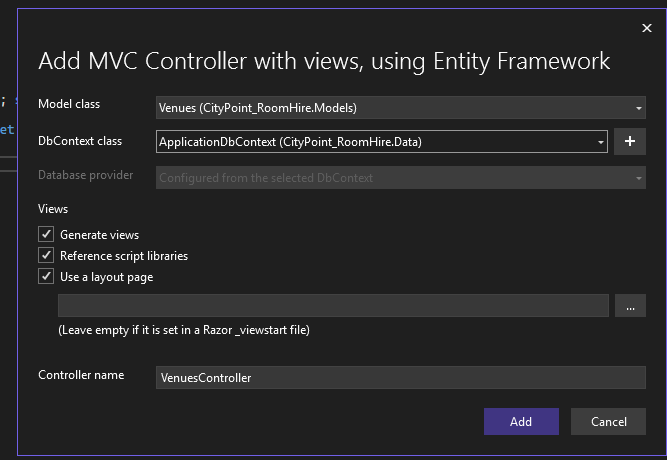 Add MVC Controller with views, using Entity Framework
; s
et
Model class
Venues (CityPoint_RoomHire.Models)
DbContext class
ApplicationDbContext (CityPoint_RoomHire.Data)
+
Database provider
Configured from the selected DbContext
Views
Generate views
Reference script libraries
Use a layout page
...
(Leave empty if it is set in a Razor _viewstart file)
Controller name
VenuesController
Add
Cancel